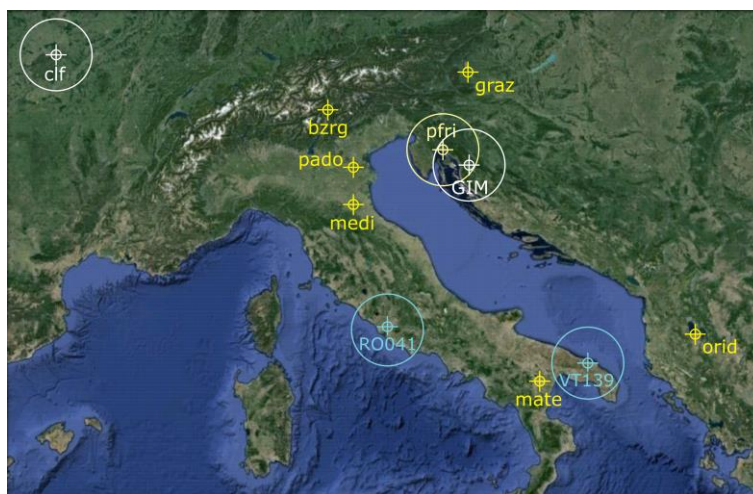 clf
graz
bzrg
pfri
pado
GIM
medi
RO041
orid
VT139
mate